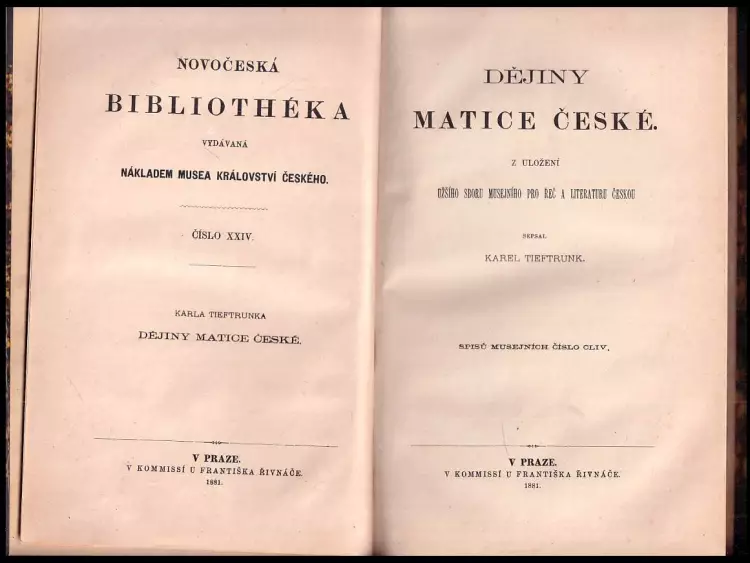 NOVOČESKÁ
BIBLIOTHÉKA
VYDÁVANÁ
NÁKLADEM MUSEA KRÁLOVSTVÍ ČESKÉHO.
ČÍSLO XXIV.
KARLA TIEFTRUNKA
DĚJINY MATICE ČESKÉ.
V PRAZE.
V KOMMISSÍ U FRANTIŠKA ŘIVNÁČE.
1881.
DĚJINY
MATICE ČESKÉ.
Z ULOŽENÍ
UŽŠÍHO SBORU MUSEJNÍHO PRO ŘEČ A LITERATURU ČESKOU
SEPSAL
KAREL TIEFTRUNK.
SPISŮ MUSEJNÍCH ČÍSLO CLIV.
V PRAZE.
V KOMMISSÍ U FRANTIŠKA ŘIVNÁČE.
1881.